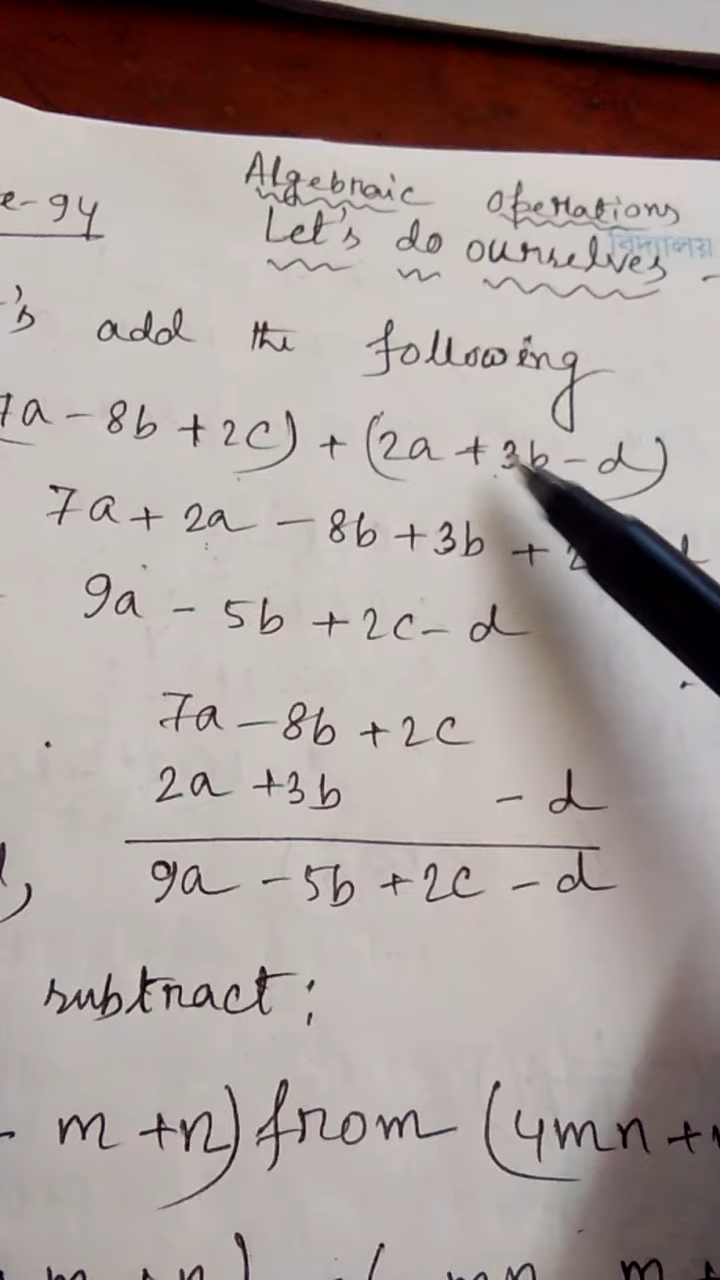 e-94
Algebraic operations
Let's do ourselves -
's add the following
7a - 8b + 2c) + (2a + 3b - d)
7a + 2a - 8b + 3b + 2
9a - 5b + 2c - d
7a - 8b + 2c
2a + 3b - d
9a - 5b + 2c - d
subtract:
- m + n) from (4mn +